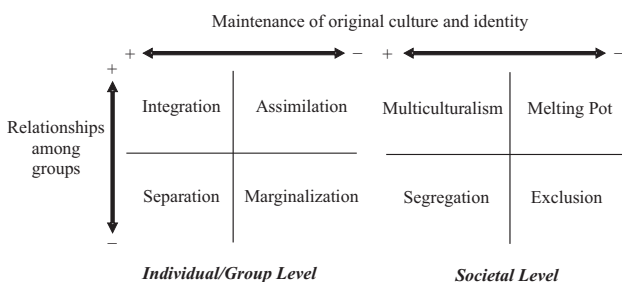 Maintenance of original culture and identity
+ − + −
+
Integration Assimilation Multiculturalism Melting Pot
Relationships
among
groups
Separation Marginalization Segregation Exclusion
−
Individual/Group Level Societal Level